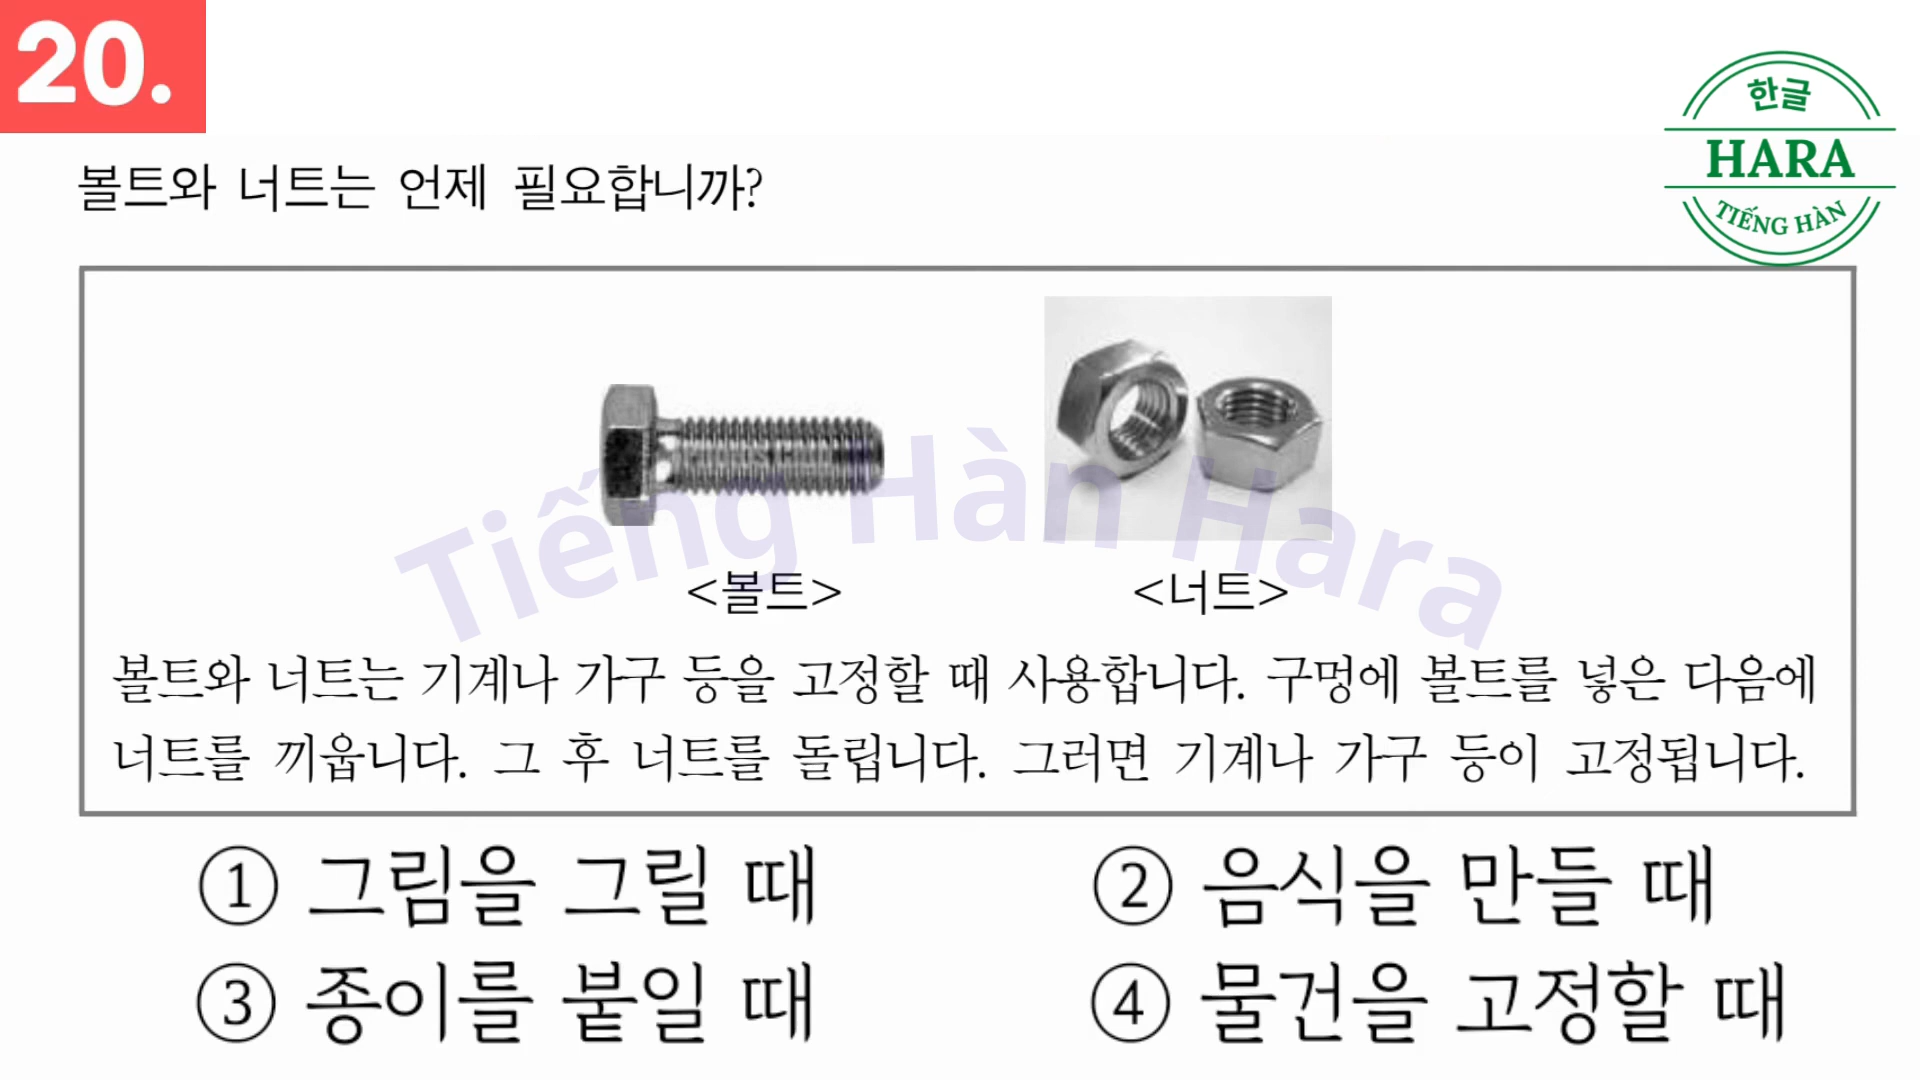 20.
한글
HARA
TIẾNG HÀN
볼트와 너트는 언제 필요합니까?
<볼트> <너트>
Tiếng Hàn Hara
볼트와 너트는 기계나 가구 등을 고정할 때 사용합니다. 구멍에 볼트를 넣은 다음에
너트를 끼웁니다. 그 후 너트를 돌립니다. 그러면 기계나 가구 등이 고정됩니다.
① 그림을 그릴 때 ② 음식을 만들 때
③ 종이를 붙일 때 ④ 물건을 고정할 때